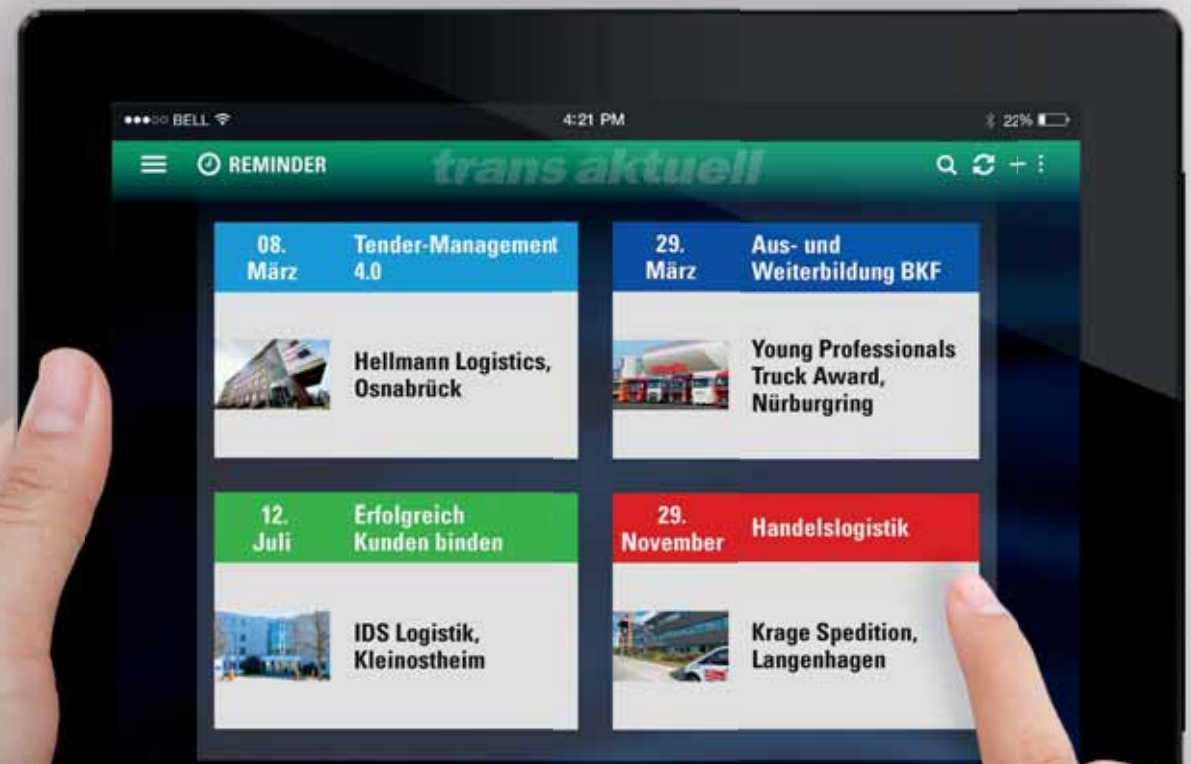 BELL
4:21 PM
22%
REMINDER
trans aktuell
08.
März
Tender-Management
4.0
Hellmann Logistics,
Osnabrück
29.
März
Aus- und
Weiterbildung BKF
Young Professionals
Truck Award,
Nürburgring
12.
Juli
Erfolgreich
Kunden binden
IDS Logistik,
Kleinostheim
29.
November
Handelslogistik
Krage Spedition,
Langenhagen